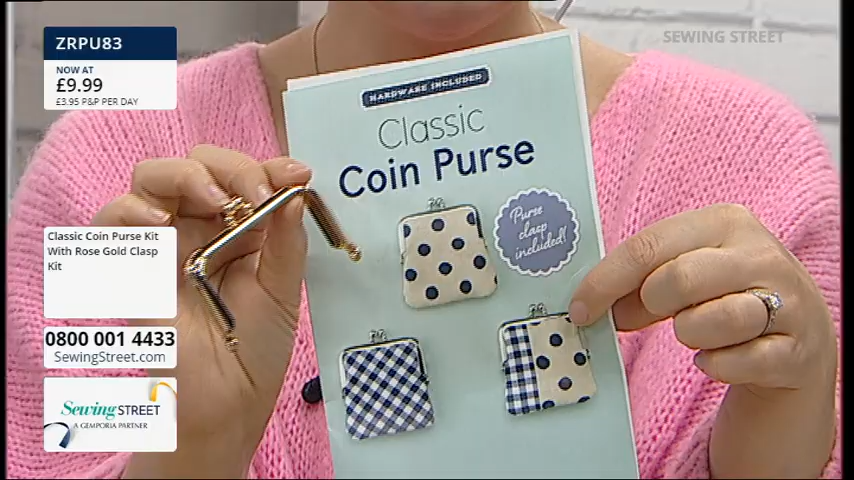 ZRPU83
NOW AT
£9.99
£3.95 P&P PER DAY
SEWING STREET
HARDWARE INCLUDED
Classic
Coin Purse
Purse
clasp
included!
Classic Coin Purse Kit
With Rose Gold Clasp
Kit
0800 001 4433
SewingStreet.com
Sewing STREET
A GEMPORIA PARTNER